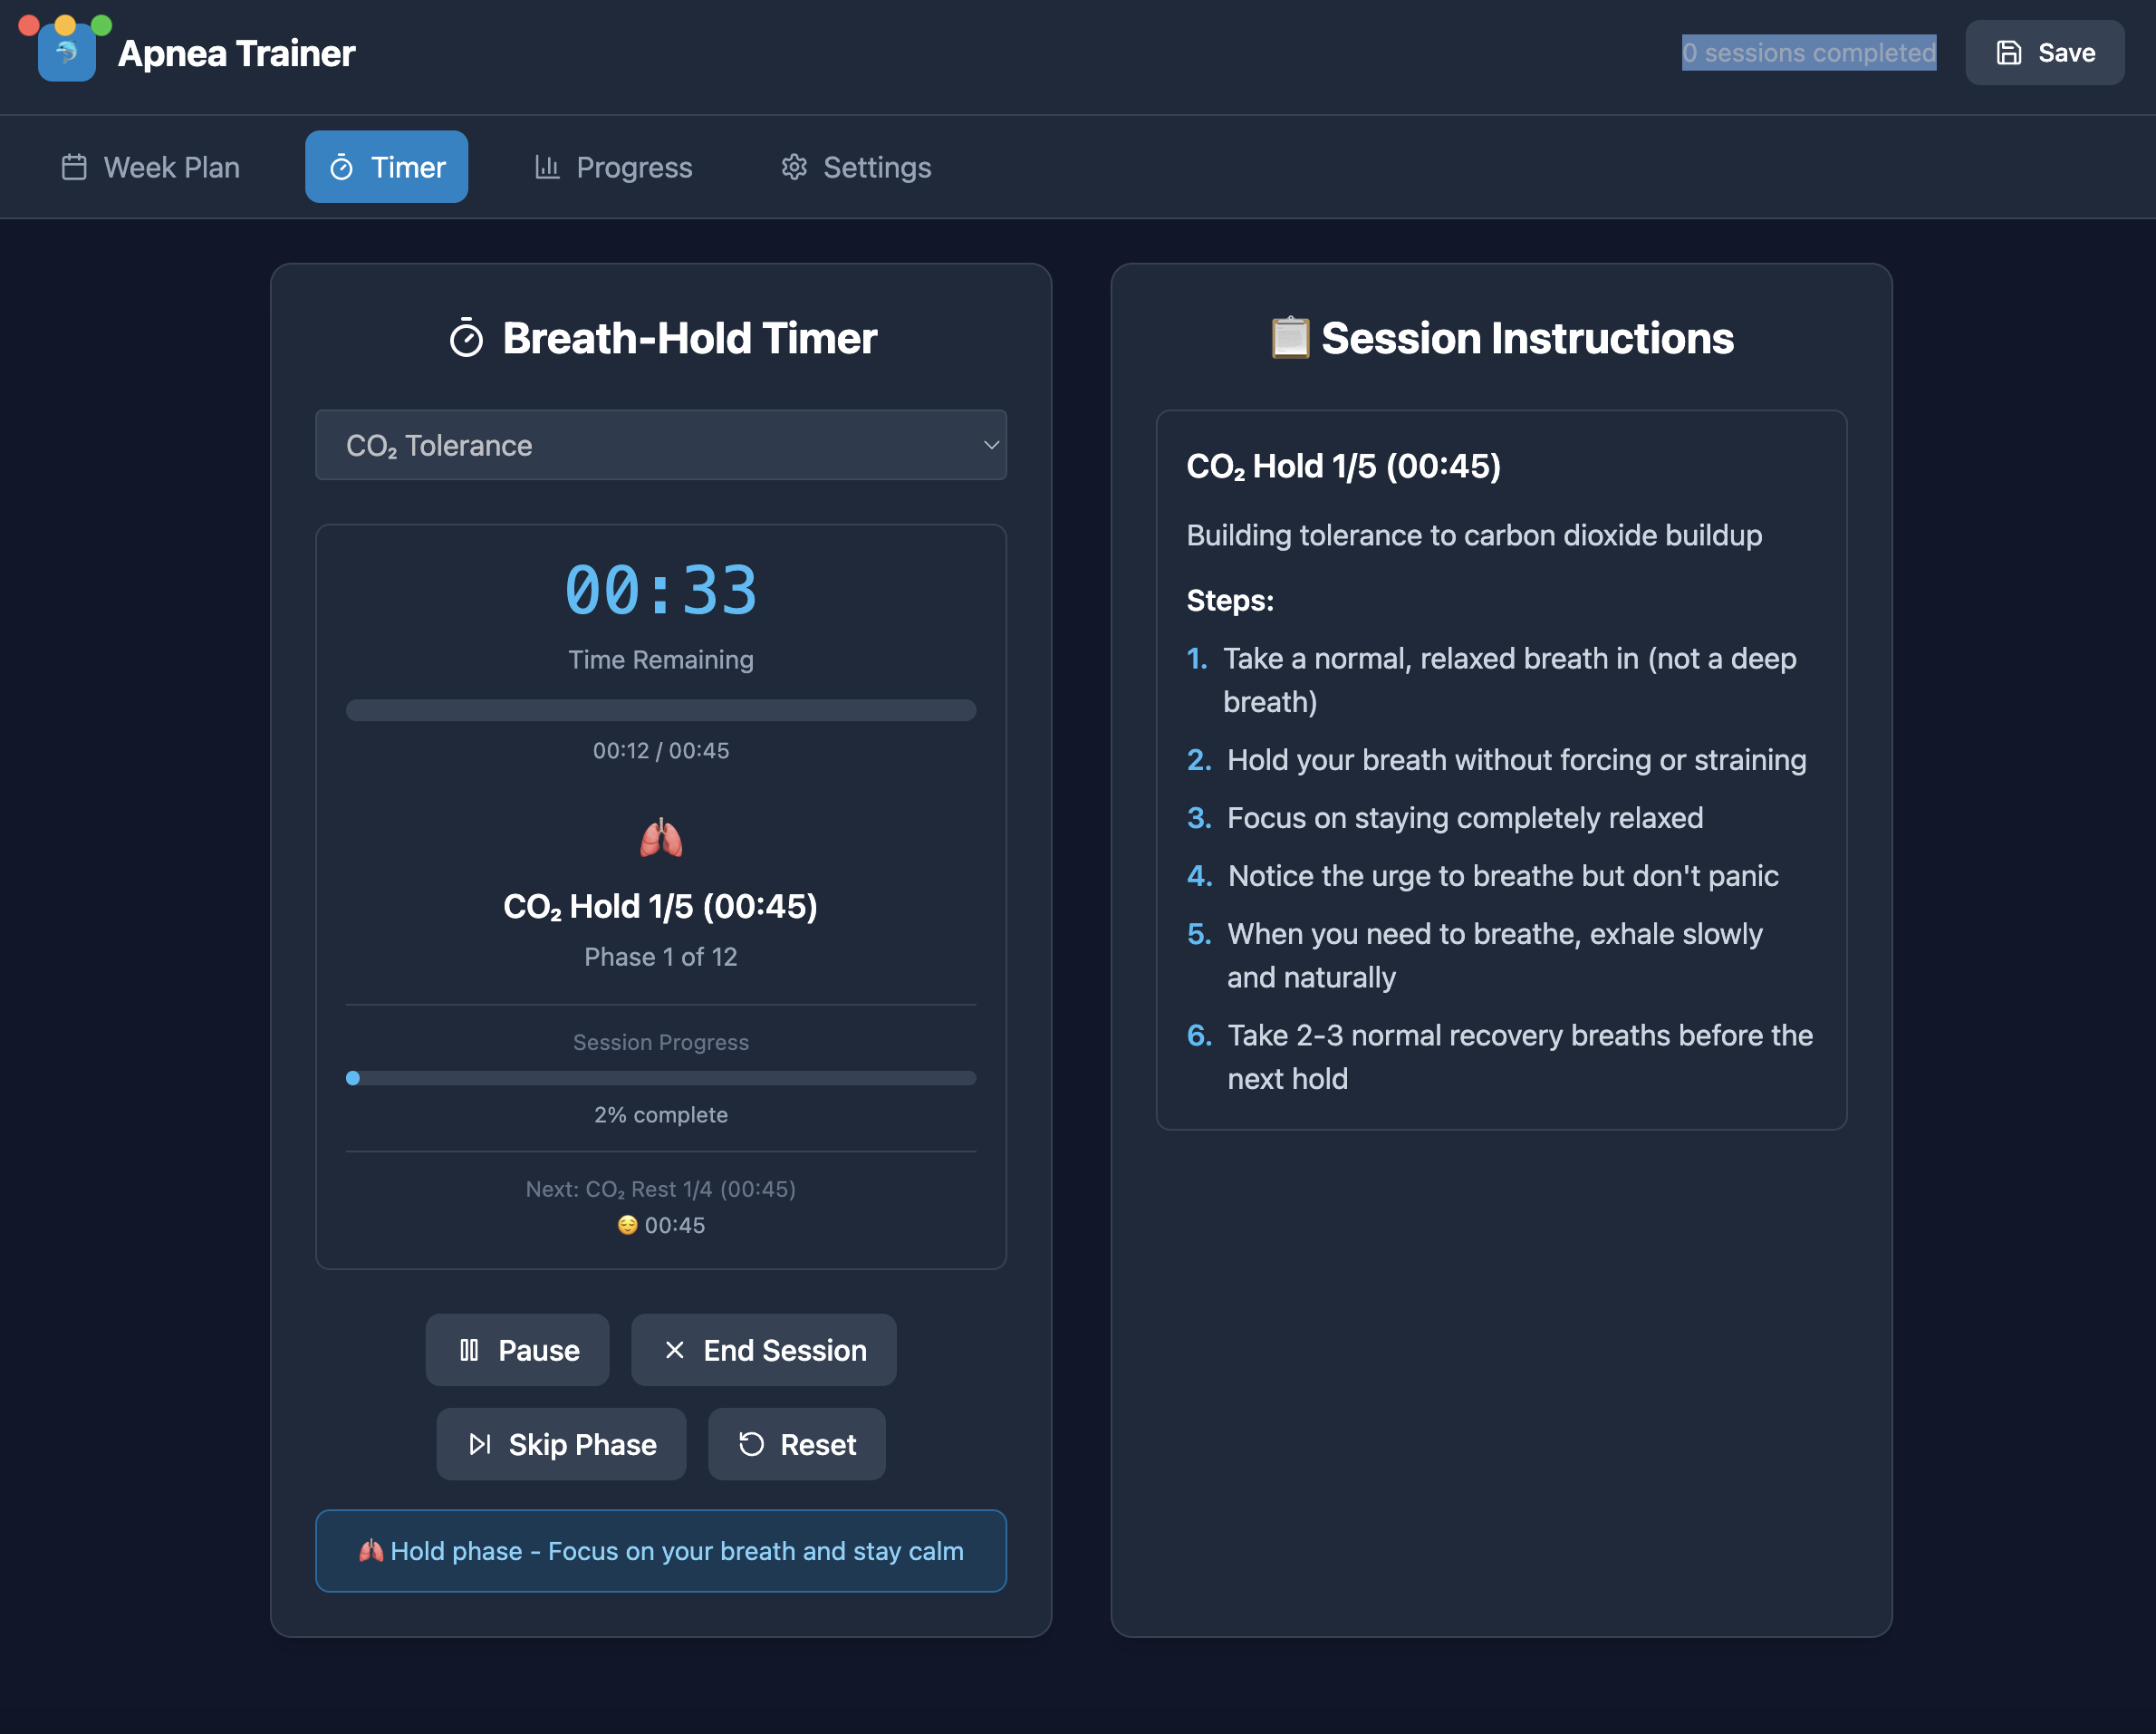 Apnea Trainer
0 sessions completed
Save
Week Plan
Timer
Progress
Settings
Breath-Hold Timer
CO₂ Tolerance
00:33
Time Remaining
00:12 / 00:45
CO₂ Hold 1/5 (00:45)
Phase 1 of 12
Session Progress
2% complete
Next: CO₂ Rest 1/4 (00:45)
00:45
Pause
End Session
Skip Phase
Reset
Hold phase - Focus on your breath and stay calm
Session Instructions
CO₂ Hold 1/5 (00:45)
Building tolerance to carbon dioxide buildup
Steps:
1. Take a normal, relaxed breath in (not a deep
breath)
2. Hold your breath without forcing or straining
3. Focus on staying completely relaxed
4. Notice the urge to breathe but don't panic
5. When you need to breathe, exhale slowly
and naturally
6. Take 2-3 normal recovery breaths before the
next hold